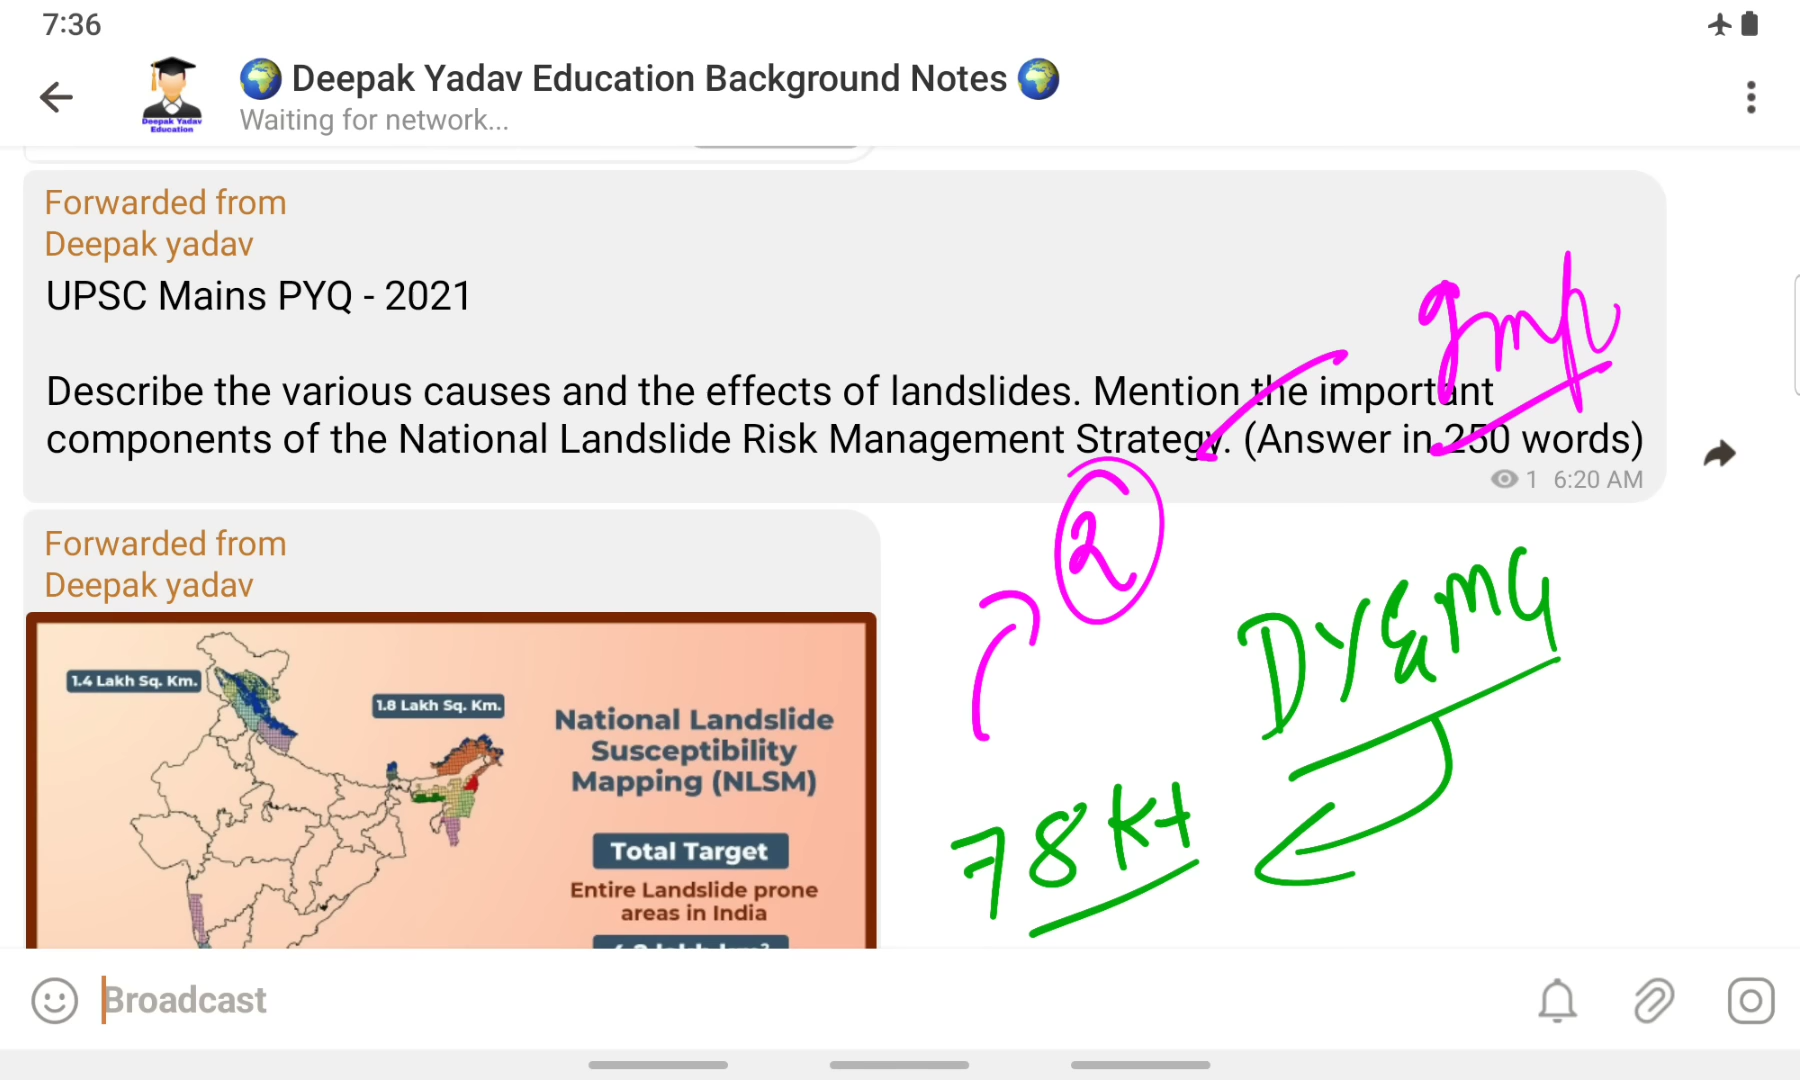 7:36
Deepak Yadav Education Background Notes
Waiting for network...
Deepak Yadav
Education
Forwarded from
Deepak yadav
UPSC Mains PYQ - 2021
Imp
Describe the various causes and the effects of landslides. Mention the important
components of the National Landslide Risk Management Strategy. (Answer in 250 words)
1 6:20 AM
2
Forwarded from
Deepak yadav
DYEMG
78K+
1.4 Lakh Sq. Km.
1.8 Lakh Sq. Km.
National Landslide
Susceptibility
Mapping (NLSM)
Total Target
Entire Landslide prone
areas in India
Broadcast